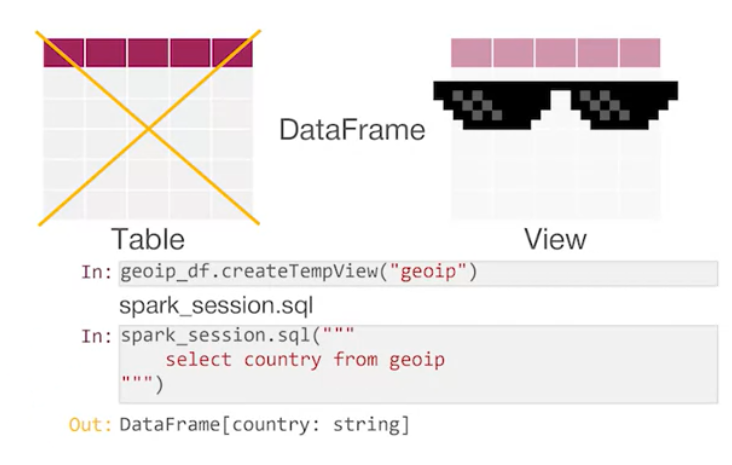 DataFrame
Table
View
In: geoip_df.createTempView("geoip")
spark_session.sql
In: spark_session.sql("""
    select country from geoip
""")
Out: DataFrame[country: string]